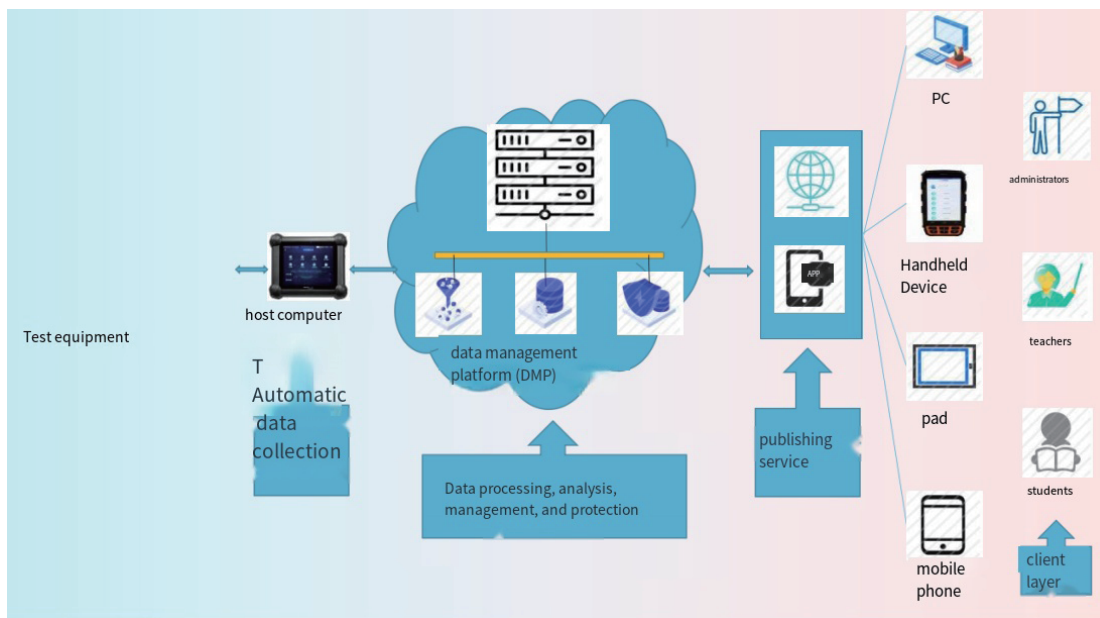 Test equipment
host computer
T
Automatic
data
collection
data management
platform (DMP)
Data processing, analysis,
management, and protection
APP
publishing
service
PC
Handheld
Device
pad
mobile
phone
administrators
teachers
students
client
layer